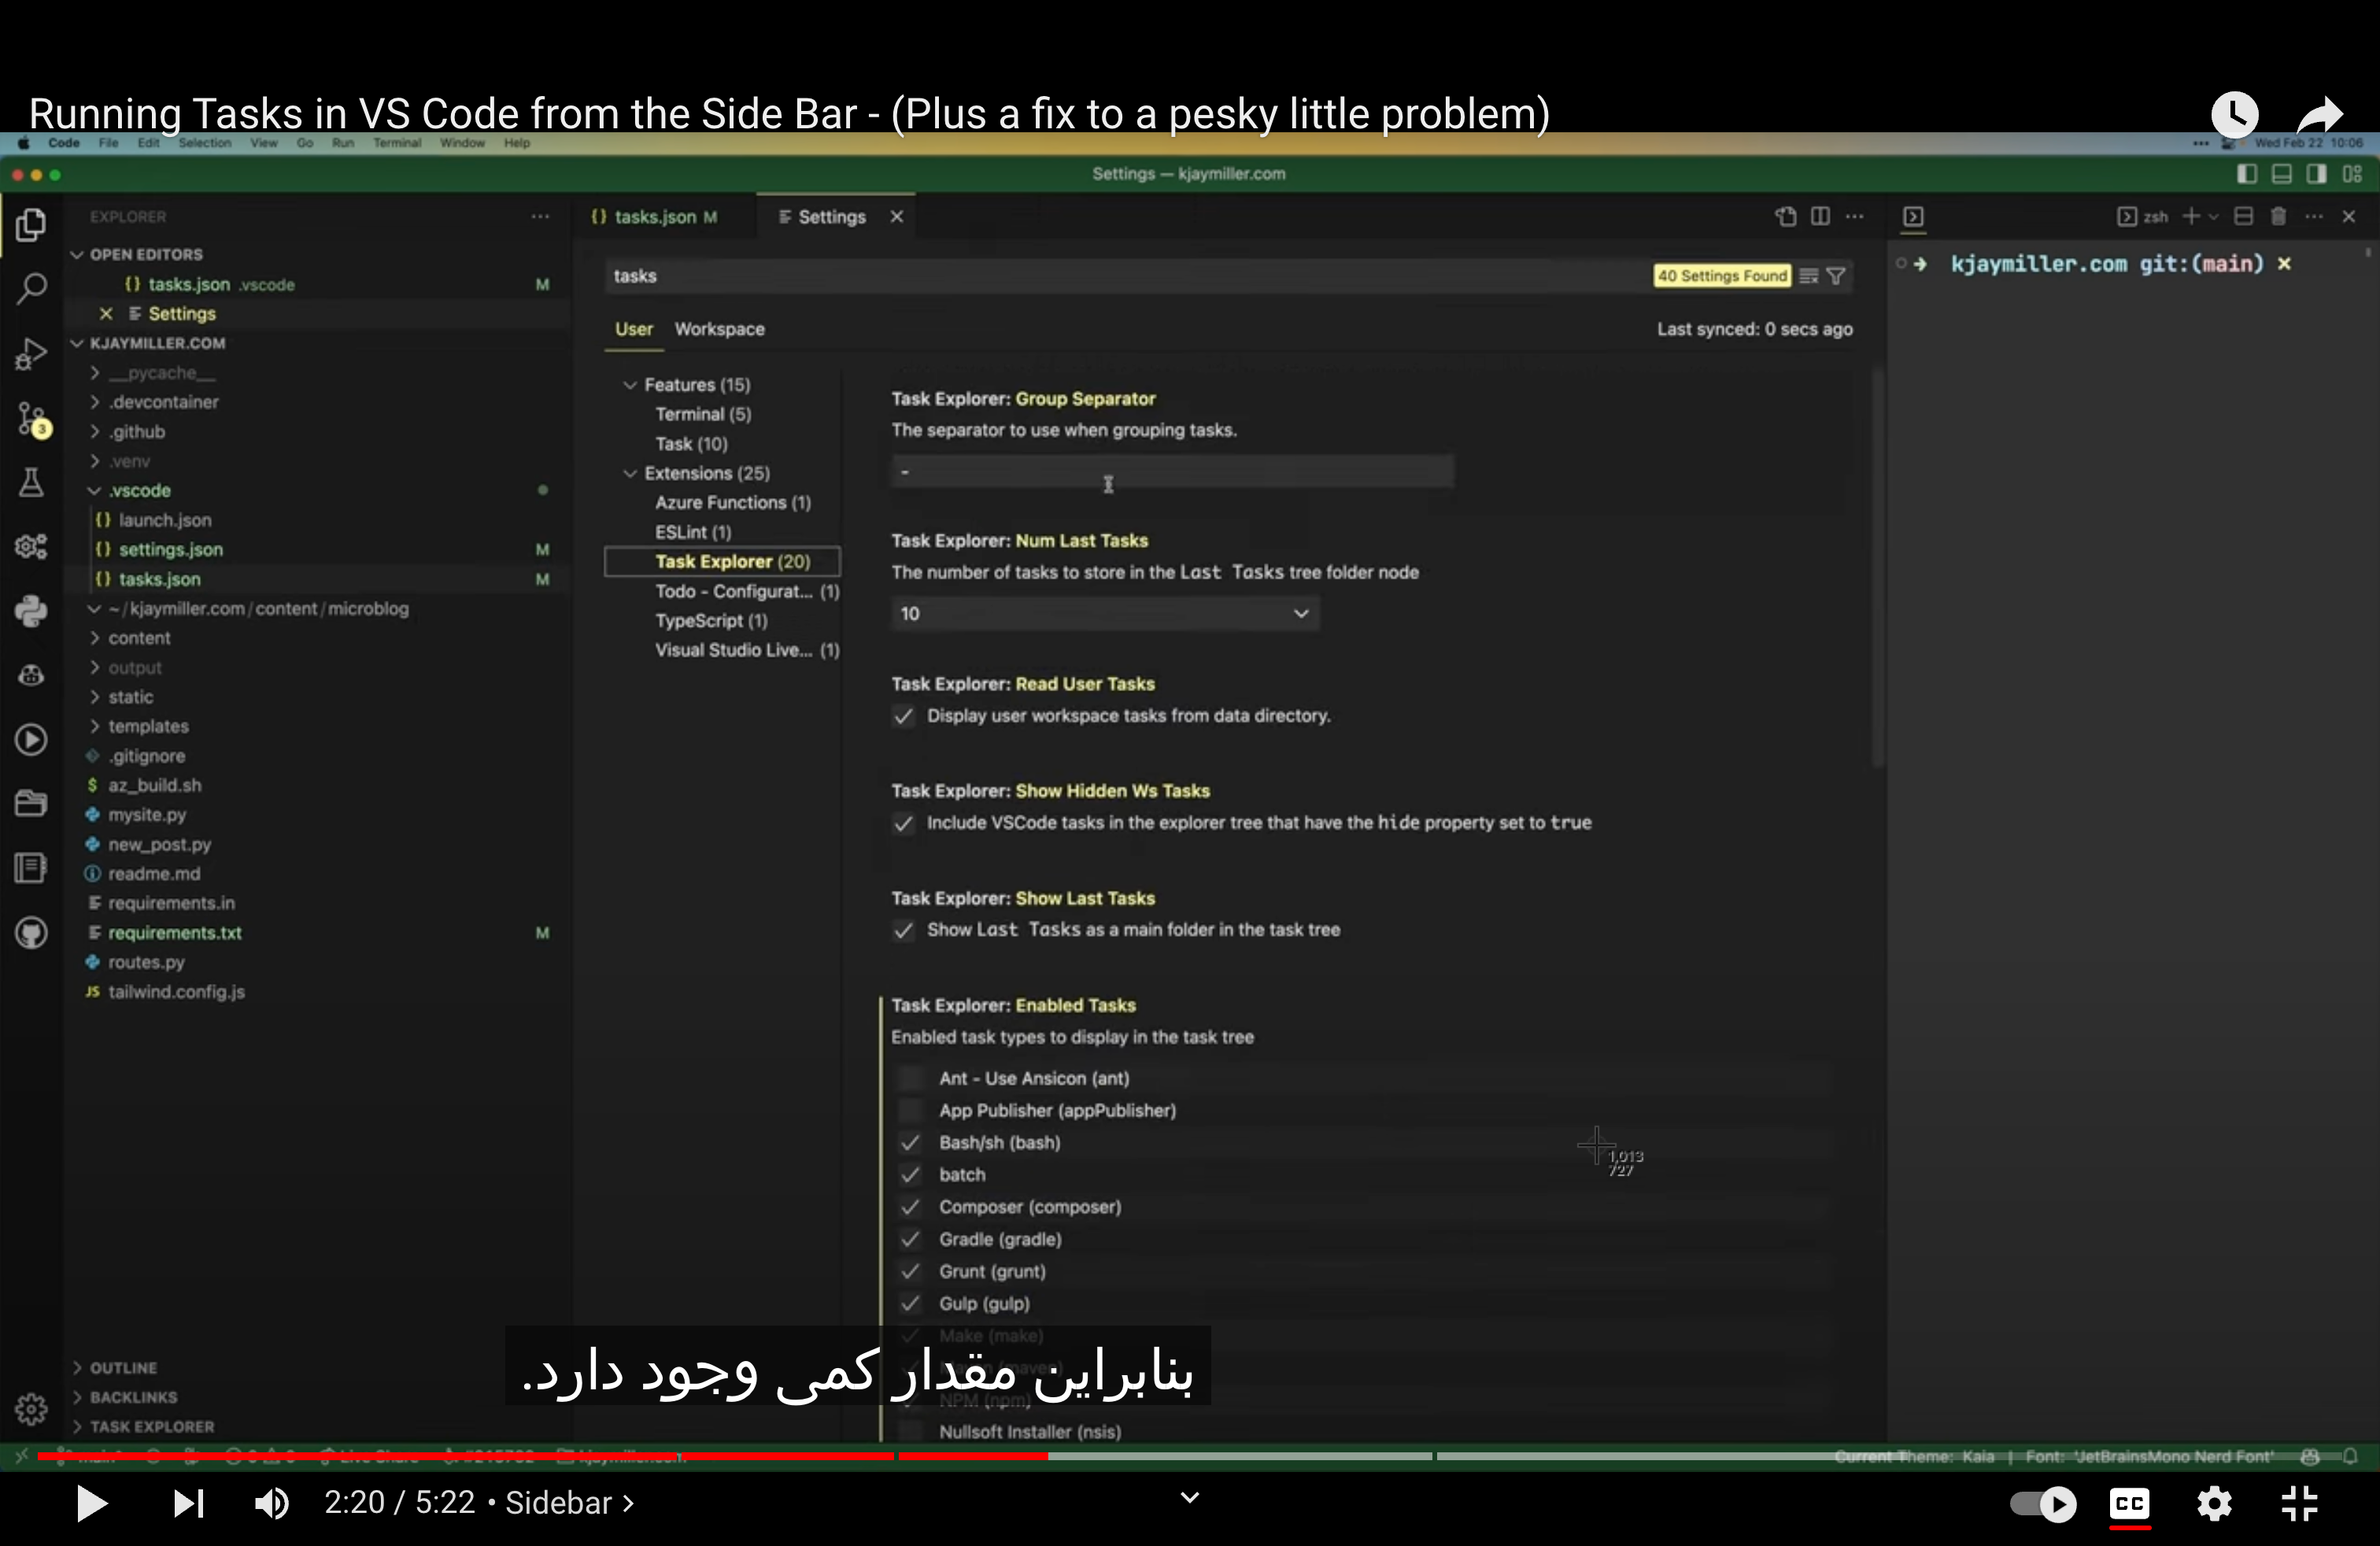 Running Tasks in VS Code from the Side Bar - (Plus a fix to a pesky little problem)
Code File Edit Selection View Go Run Terminal Window Help
Wed Feb 22 10:06
Settings — kjaymiller.com
EXPLORER
OPEN EDITORS
{} tasks.json .vscode M
Settings
KJAYMILLER.COM
__pycache__
.devcontainer
.github
3
.venv
.vscode
{} launch.json
{} settings.json M
{} tasks.json M
~/kjaymiller.com/content/microblog
content
output
static
templates
.gitignore
$ az_build.sh
mysite.py
new_post.py
readme.md
requirements.in
requirements.txt M
routes.py
JS tailwind.config.js
OUTLINE
BACKLINKS
TASK EXPLORER
{} tasks.json M
Settings
tasks
40 Settings Found
User Workspace
Last synced: 0 secs ago
Features (15)
Terminal (5)
Task (10)
Extensions (25)
Azure Functions (1)
ESLint (1)
Task Explorer (20)
Todo - Configurat... (1)
TypeScript (1)
Visual Studio Live... (1)
Task Explorer: Group Separator
The separator to use when grouping tasks.
-
Task Explorer: Num Last Tasks
The number of tasks to store in the Last Tasks tree folder node
10
Task Explorer: Read User Tasks
Display user workspace tasks from data directory.
Task Explorer: Show Hidden Ws Tasks
Include VSCode tasks in the explorer tree that have the hide property set to true
Task Explorer: Show Last Tasks
Show Last Tasks as a main folder in the task tree
Task Explorer: Enabled Tasks
Enabled task types to display in the task tree
Ant - Use Ansicon (ant)
App Publisher (appPublisher)
Bash/sh (bash)
batch
Composer (composer)
Gradle (gradle)
Grunt (grunt)
Gulp (gulp)
Make (make)
NPM (npm)
Nullsoft Installer (nsis)
1,013
727
zsh
kjaymiller.com git:(main) ×
بنابراین مقدار کمی وجود دارد.
Current Theme: Kaia | Font: 'JetBrainsMono Nerd Font'
2:20 / 5:22 • Sidebar
CC